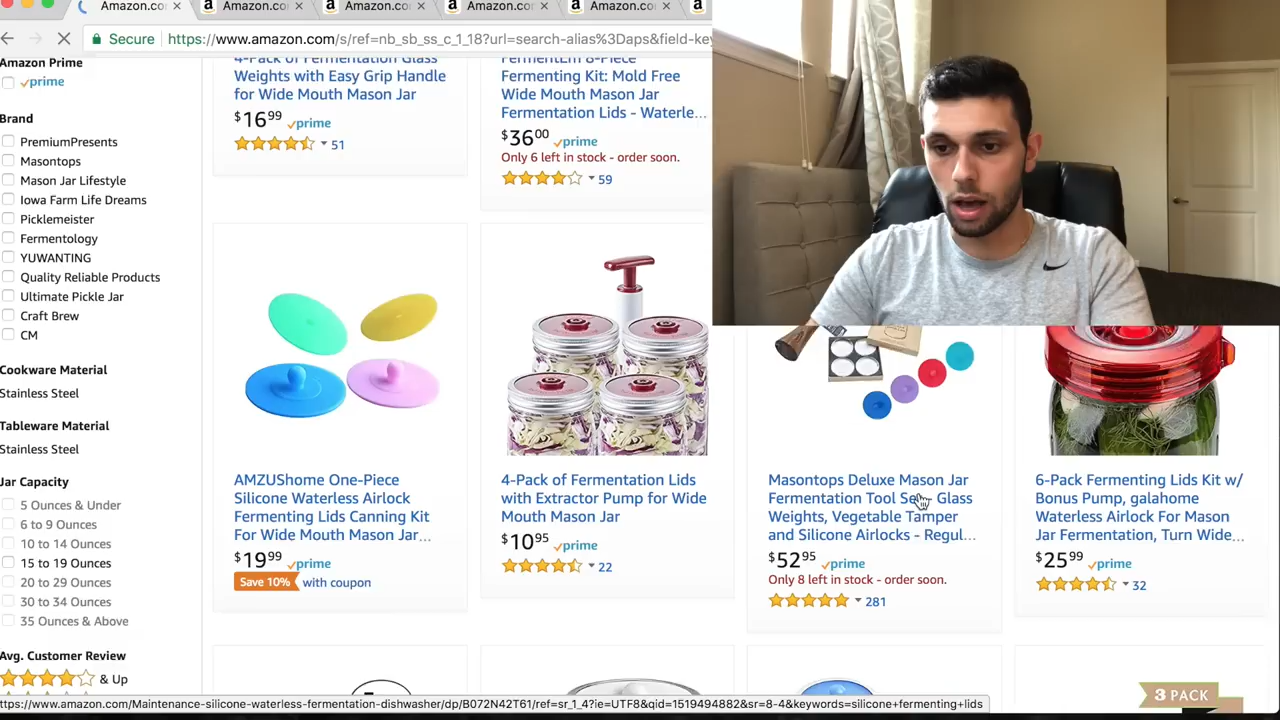 Amazon.co: Amazon.com: Amazon.com: Amazon.com: Amazon.com:
Secure https://www.amazon.com/s/ref=nb_sb_ss_c_1_18?url=search-alias%3Daps&field-key
Amazon Prime
prime
Brand
PremiumPresents
Masontops
Mason Jar Lifestyle
Iowa Farm Life Dreams
Picklemeister
Fermentology
YUWANTING
Quality Reliable Products
Ultimate Pickle Jar
Craft Brew
CM
Cookware Material
Stainless Steel
Tableware Material
Stainless Steel
Jar Capacity
5 Ounces & Under
6 to 9 Ounces
10 to 14 Ounces
15 to 19 Ounces
20 to 29 Ounces
30 to 34 Ounces
35 Ounces & Above
Avg. Customer Review
& Up
4-Pack of Fermentation Glass
Weights with Easy Grip Handle
for Wide Mouth Mason Jar
$16.99 prime
51
FermentEm 8-Piece
Fermenting Kit: Mold Free
Wide Mouth Mason Jar
Fermentation Lids - Waterle...
$36.00 prime
Only 6 left in stock - order soon.
59
AMZUShome One-Piece
Silicone Waterless Airlock
Fermenting Lids Canning Kit
For Wide Mouth Mason Jar...
$19.99 prime
Save 10% with coupon
4-Pack of Fermentation Lids
with Extractor Pump for Wide
Mouth Mason Jar
$10.95 prime
22
Masontops Deluxe Mason Jar
Fermentation Tool Set - Glass
Weights, Vegetable Tamper
and Silicone Airlocks - Regul...
$52.95 prime
Only 8 left in stock - order soon.
281
6-Pack Fermenting Lids Kit w/
Bonus Pump, galahome
Waterless Airlock For Mason
Jar Fermentation, Turn Wide...
$25.99 prime
32
3 PACK
https://www.amazon.com/Maintenance-silicone-waterless-fermentation-dishwasher/dp/B072N42T61/ref=sr_1_4?ie=UTF8&qid=1519494882&sr=8-4&keywords=silicone+fermenting+lids